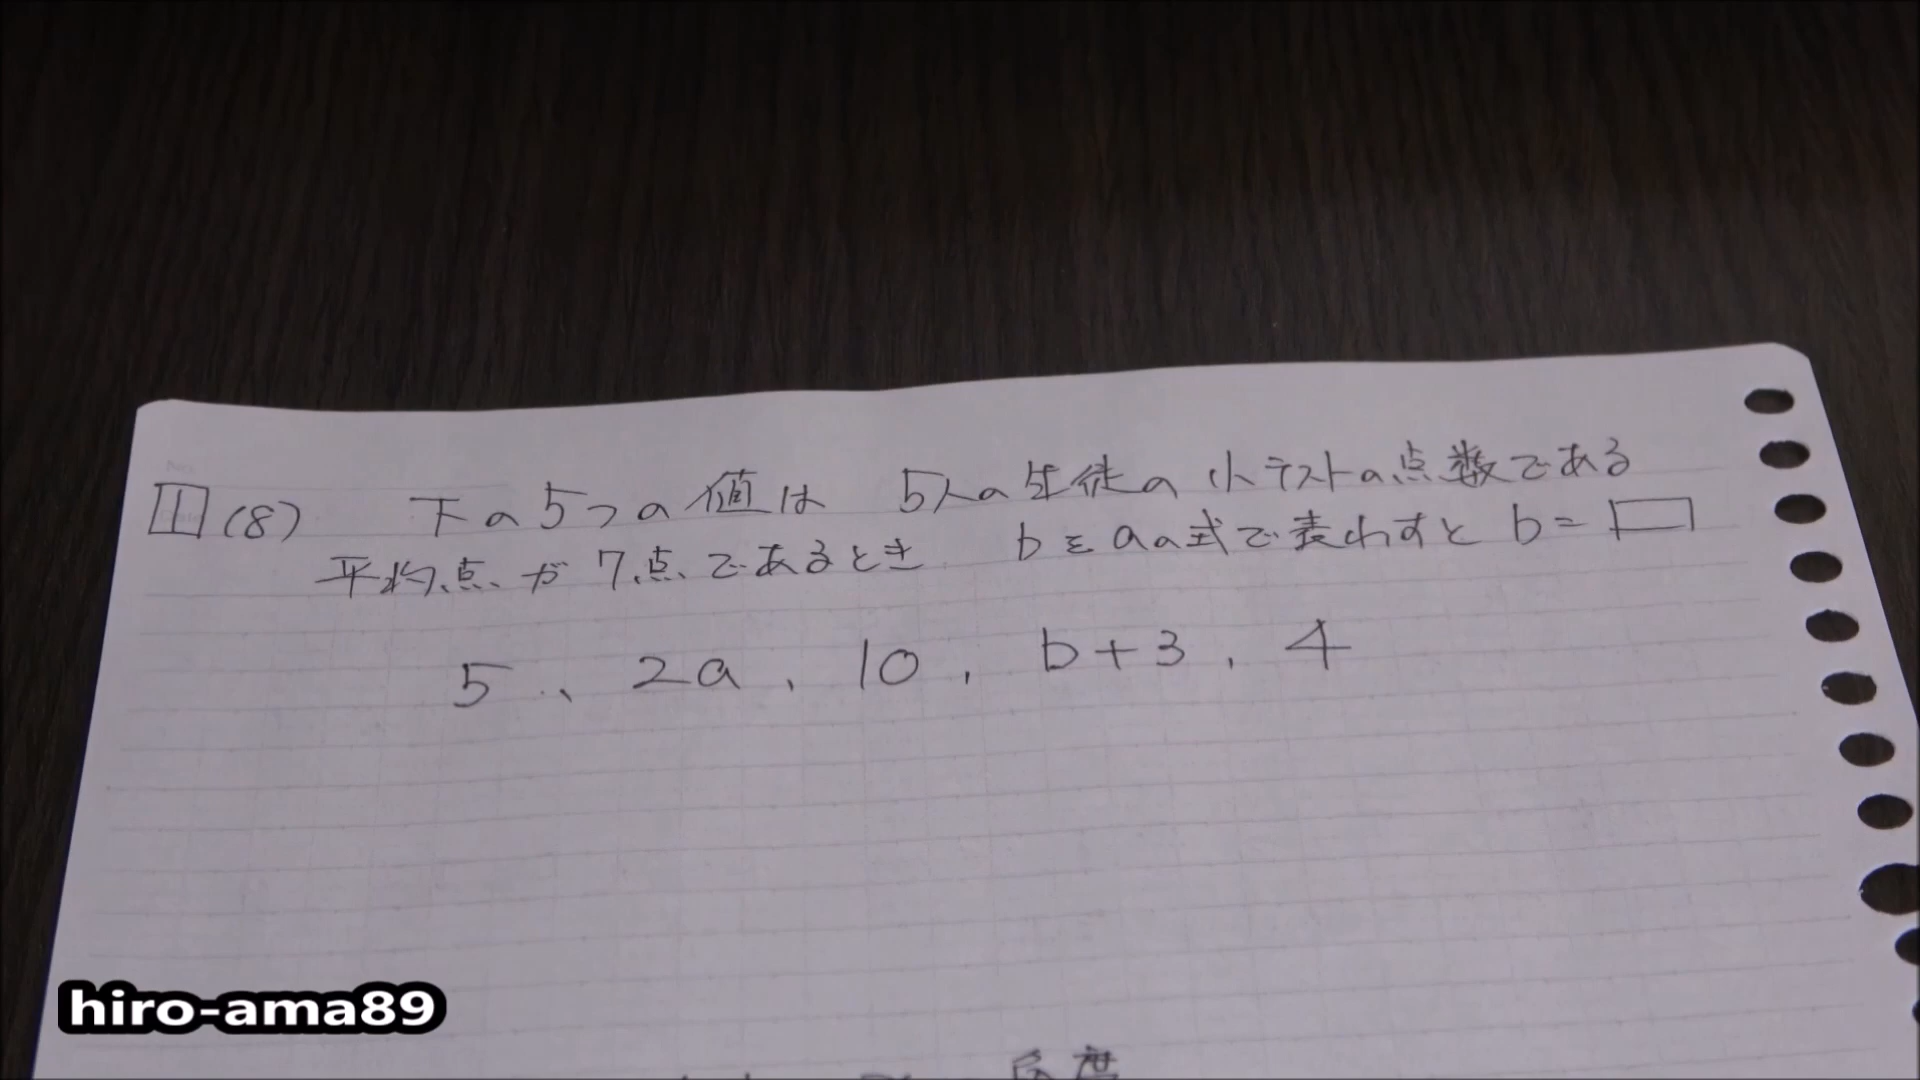 1 (8) 下の5つの値は 5人の生徒の小テストの点数である
平均点が7点であるとき bをaの式で表わすと b=□
5、2a、10、b+3、4
角度
hiro-ama89